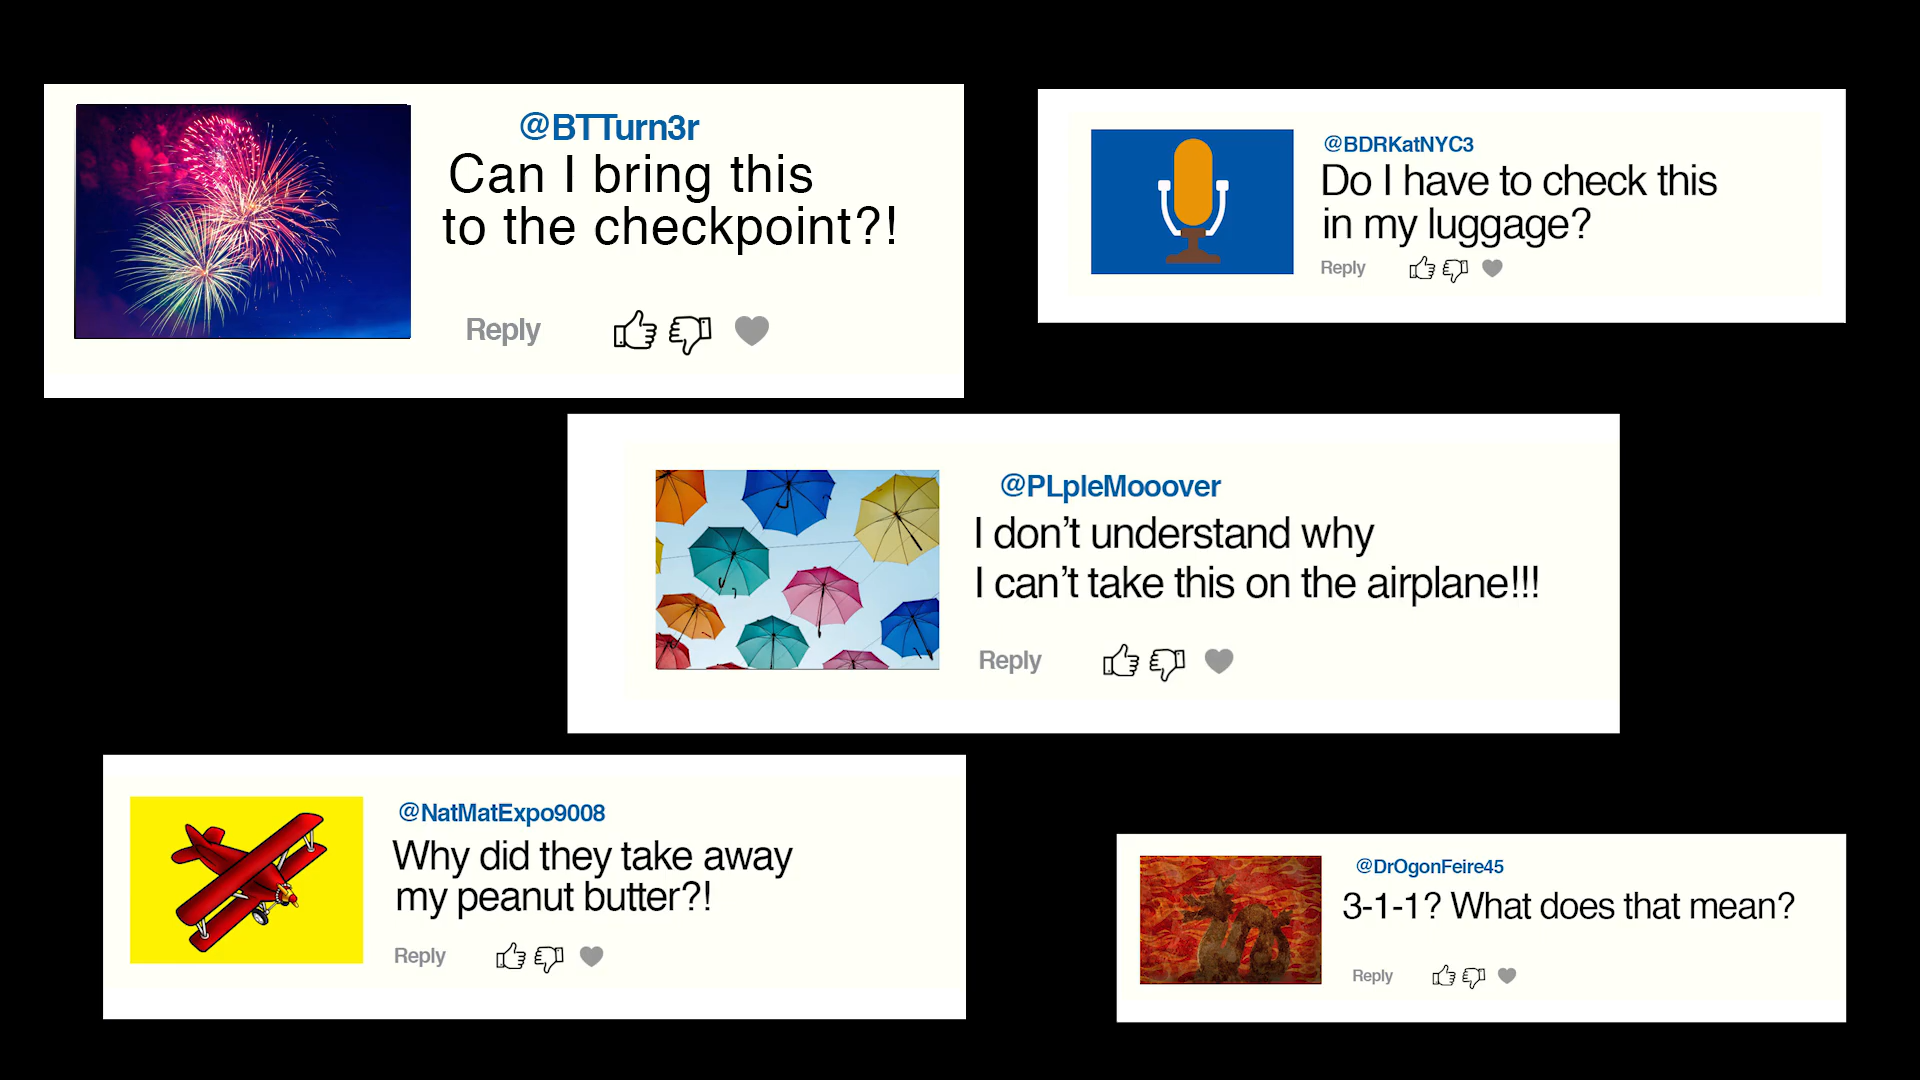 @BTTurn3r
Can I bring this
to the checkpoint?!
Reply
@BDRKatNYC3
Do I have to check this
in my luggage?
Reply
@PLpleMooover
I don't understand why
I can't take this on the airplane!!!
Reply
@NatMatExpo9008
Why did they take away
my peanut butter?!
Reply
@DrOgonFeire45
3-1-1? What does that mean?
Reply